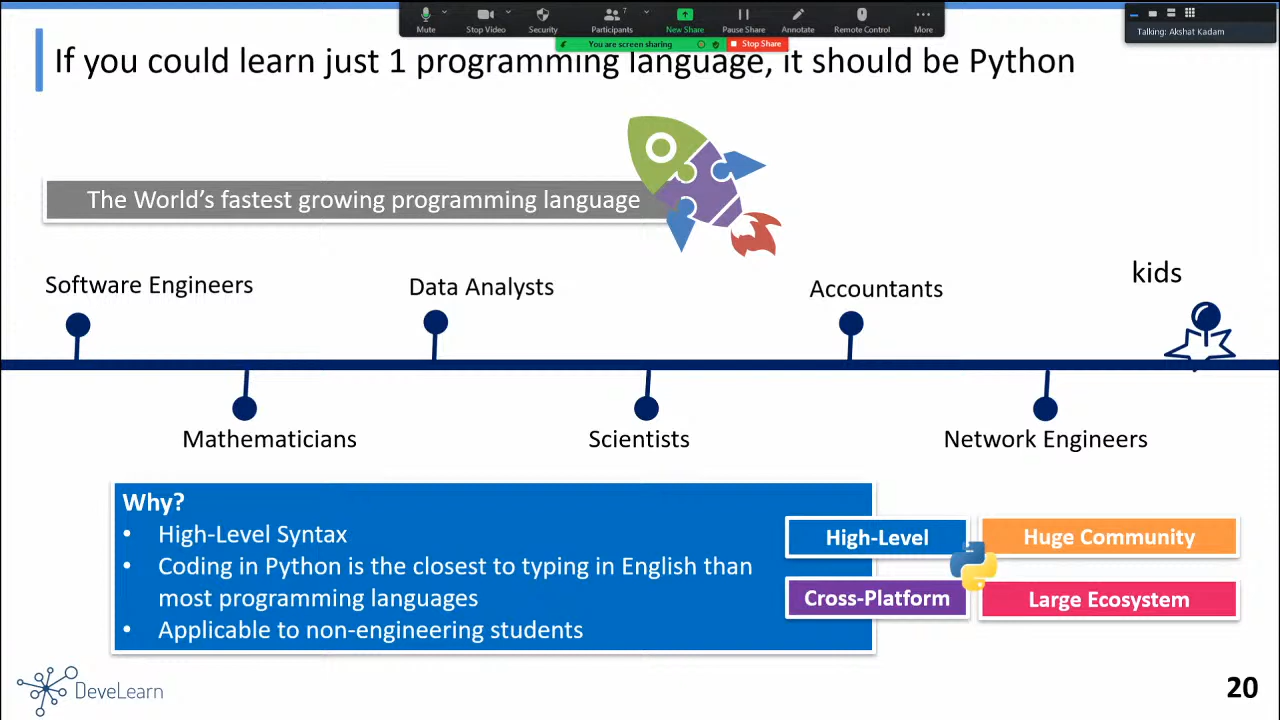 Mute
Stop Video
Security
Participants
7
New Share
Pause Share
Annotate
Remote Control
More
You are screen sharing
Stop Share
Talking: Akshat Kadam
If you could learn just 1 programming language, it should be Python
The World’s fastest growing programming language
Software Engineers
Data Analysts
Accountants
kids
Mathematicians
Scientists
Network Engineers
Why?
• High-Level Syntax
• Coding in Python is the closest to typing in English than
most programming languages
• Applicable to non-engineering students
High-Level
Huge Community
Cross-Platform
Large Ecosystem
DeveLearn
20